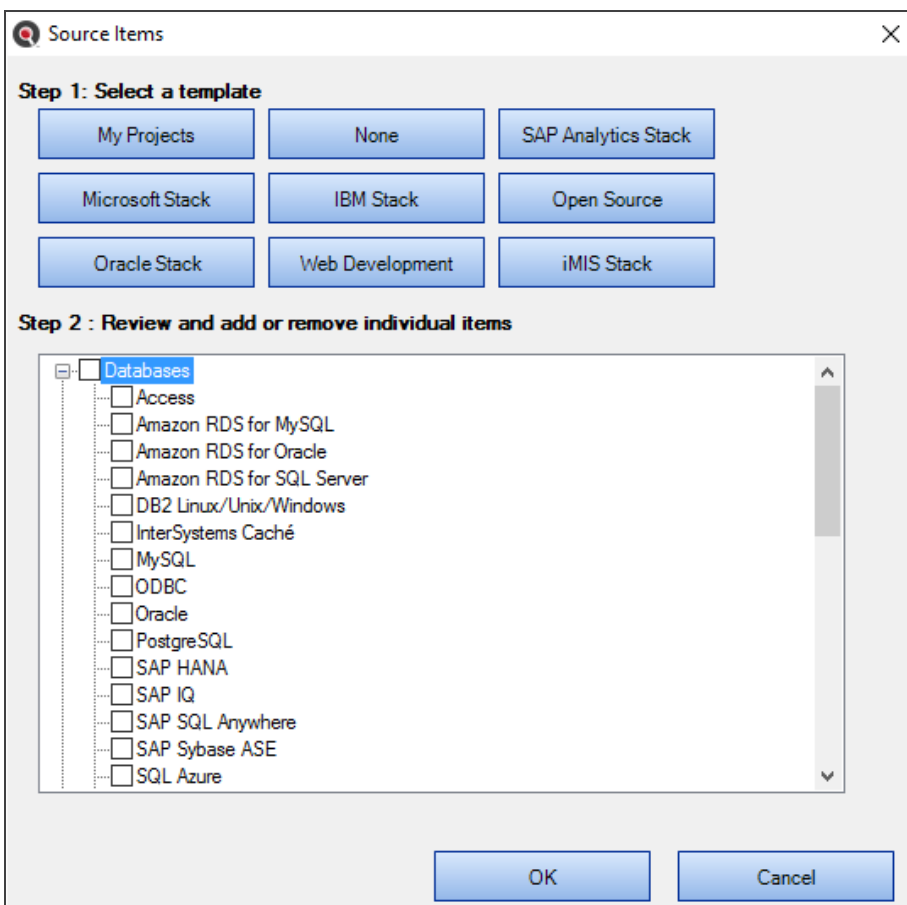 Source Items
Step 1: Select a template
My Projects
None
SAP Analytics Stack
Microsoft Stack
IBM Stack
Open Source
Oracle Stack
Web Development
iMIS Stack
Step 2 : Review and add or remove individual items
Databases
Access
Amazon RDS for MySQL
Amazon RDS for Oracle
Amazon RDS for SQL Server
DB2 Linux/Unix/Windows
InterSystems Caché
MySQL
ODBC
Oracle
PostgreSQL
SAP HANA
SAP IQ
SAP SQL Anywhere
SAP Sybase ASE
SQL Azure
OK
Cancel